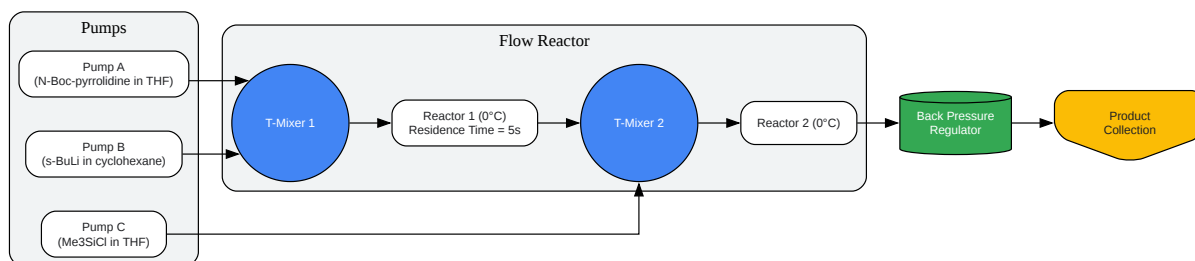 Pumps
Pump A
(N-Boc-pyrrolidine in THF)
Pump B
(s-BuLi in cyclohexane)
Pump C
(Me3SiCl in THF)
Flow Reactor
T-Mixer 1
Reactor 1 (0°C)
Residence Time = 5s
T-Mixer 2
Reactor 2 (0°C)
Back Pressure
Regulator
Product
Collection